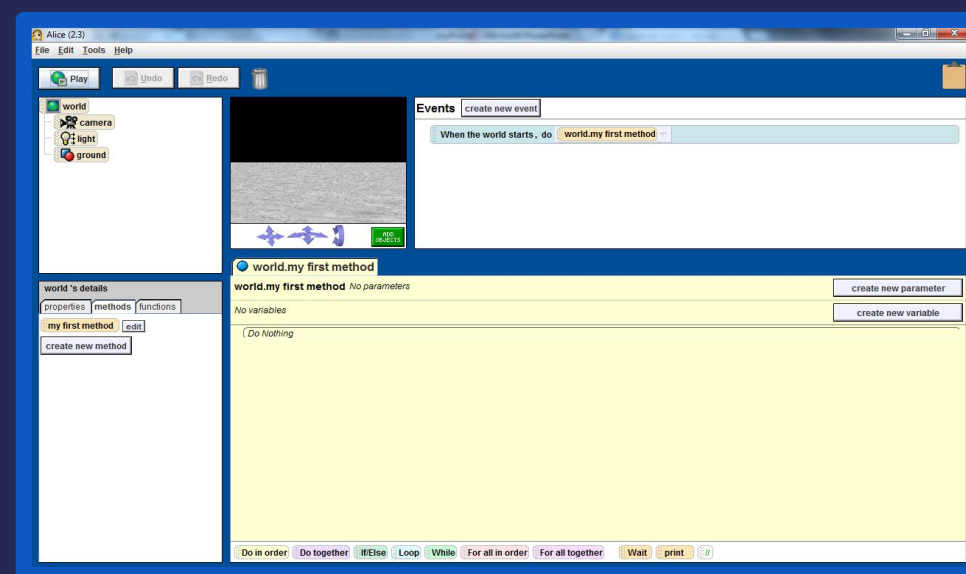 Alice (2.3)
File Edit Tools Help
Play Undo Redo
world
camera
light
ground
ADD OBJECTS
Events create new event
When the world starts, do world.my first method
world 's details
properties methods functions
my first method edit
create new method
world.my first method
world.my first method No parameters create new parameter
No variables create new variable
Do Nothing
Do in order Do together If/Else Loop While For all in order For all together Wait print //